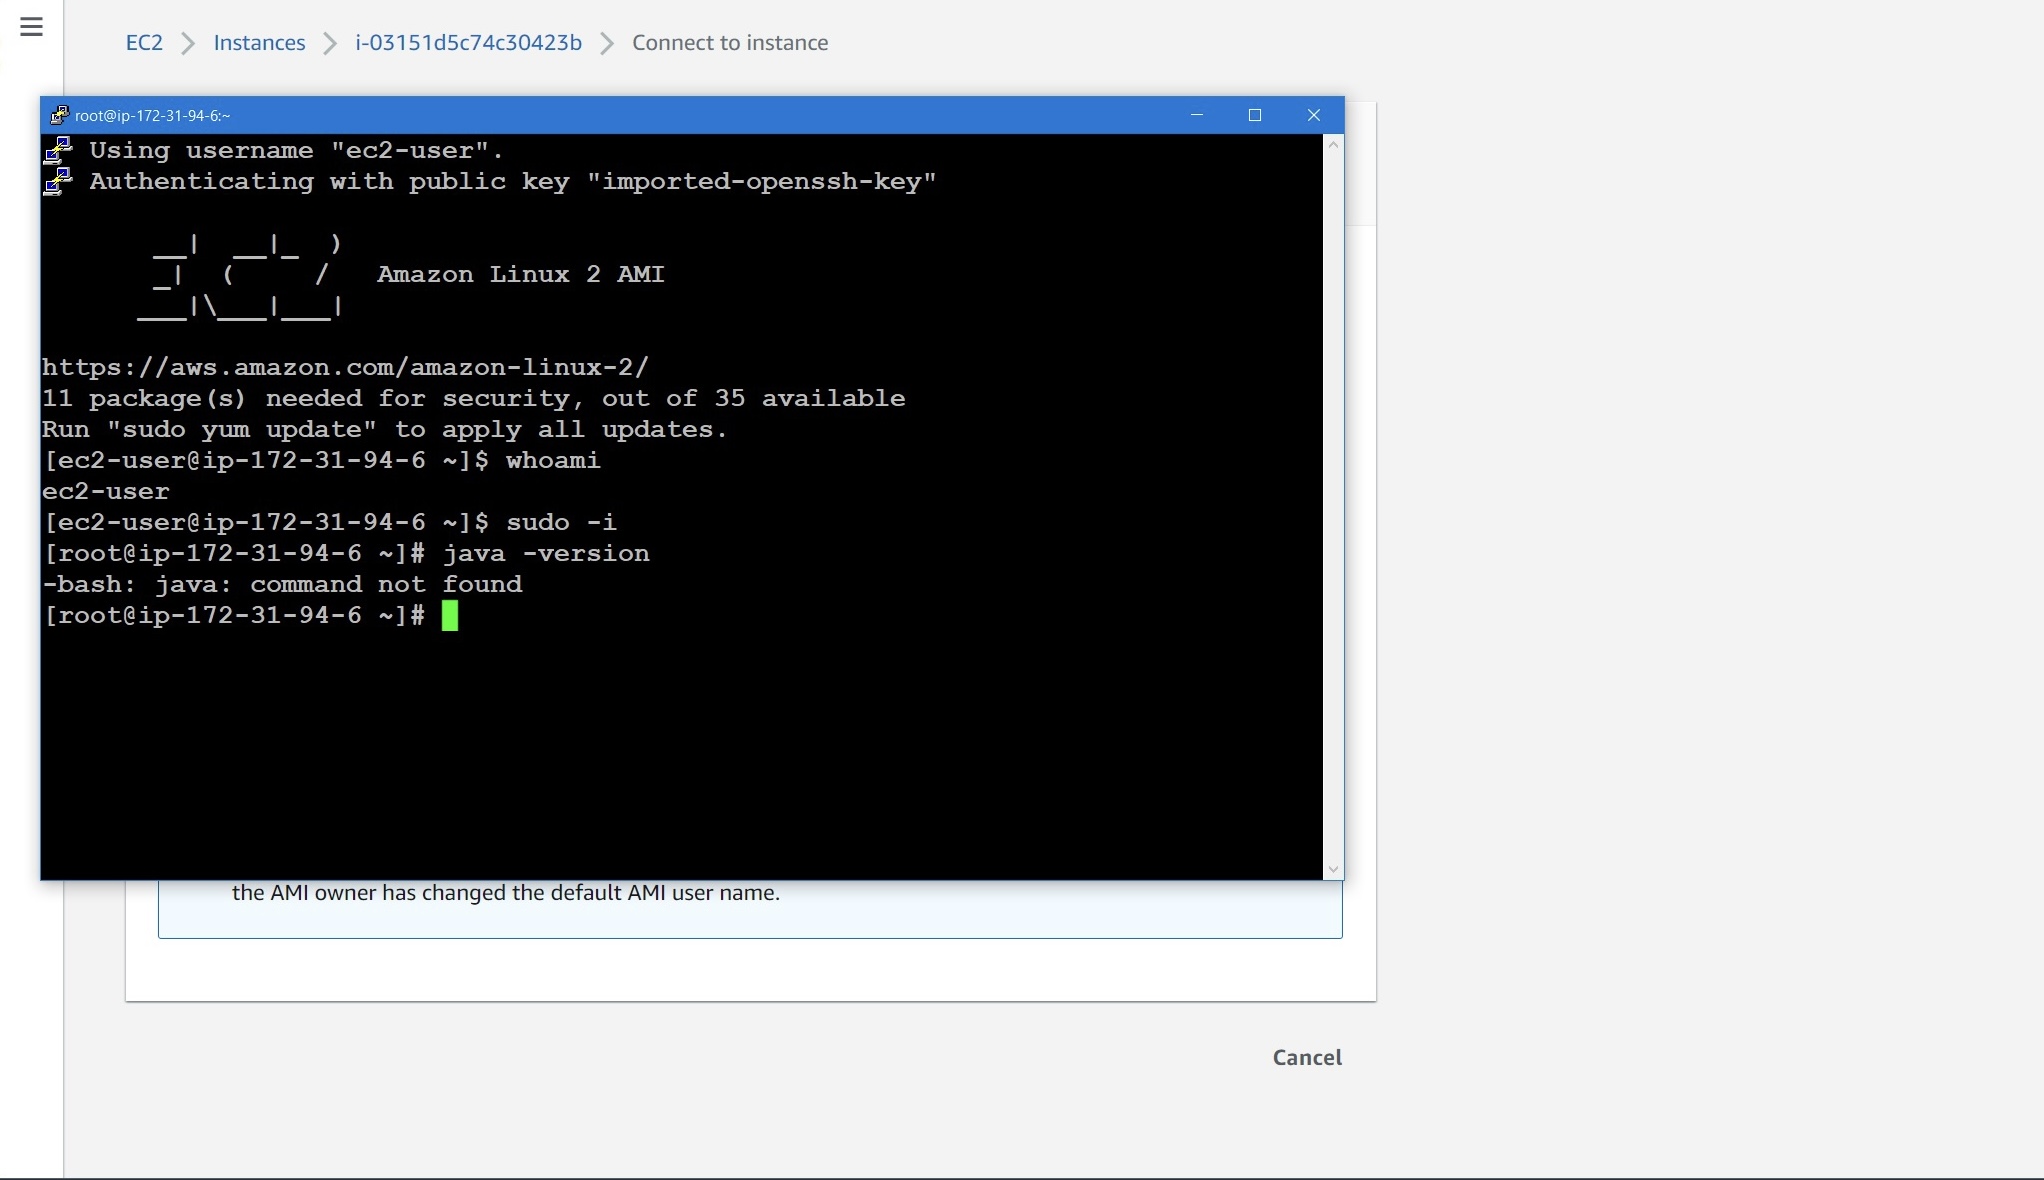 EC2 > Instances > i-03151d5c74c30423b > Connect to instance
root@ip-172-31-94-6:~
Using username "ec2-user".
Authenticating with public key "imported-openssh-key"
       __|  __|_  )
       _|  (     /   Amazon Linux 2 AMI
      ___|\___|___|
https://aws.amazon.com/amazon-linux-2/
11 package(s) needed for security, out of 35 available
Run "sudo yum update" to apply all updates.
[ec2-user@ip-172-31-94-6 ~]$ whoami
ec2-user
[ec2-user@ip-172-31-94-6 ~]$ sudo -i
[root@ip-172-31-94-6 ~]# java -version
-bash: java: command not found
[root@ip-172-31-94-6 ~]#
the AMI owner has changed the default AMI user name.
Cancel